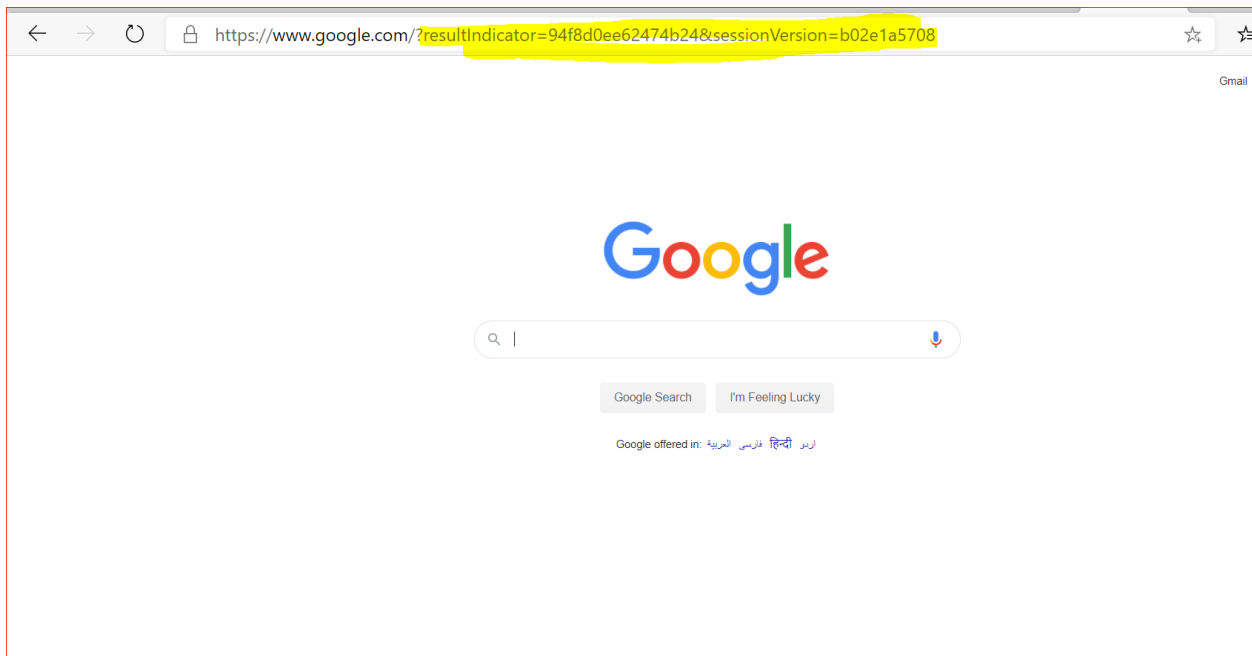 https://www.google.com/?resultIndicator=94f8d0ee62474b24&sessionVersion=b02e1a5708
Gmail
Google
Google Search I'm Feeling Lucky
Google offered in: العربية فارسی हिन्दी اردو